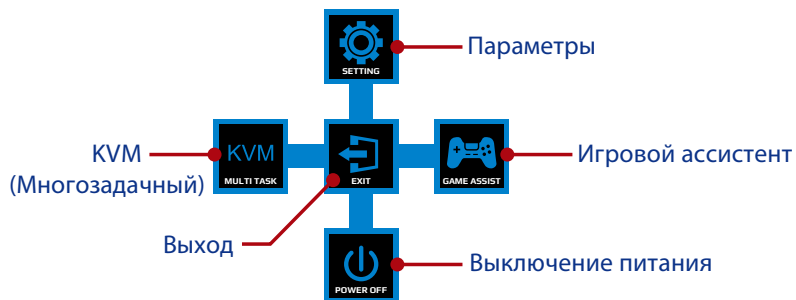 SETTING
Параметры
KVM
(Многозадачный)
KVM
MULTI TASK
EXIT
GAME ASSIST
Игровой ассистент
Выход
POWER OFF
Выключение питания